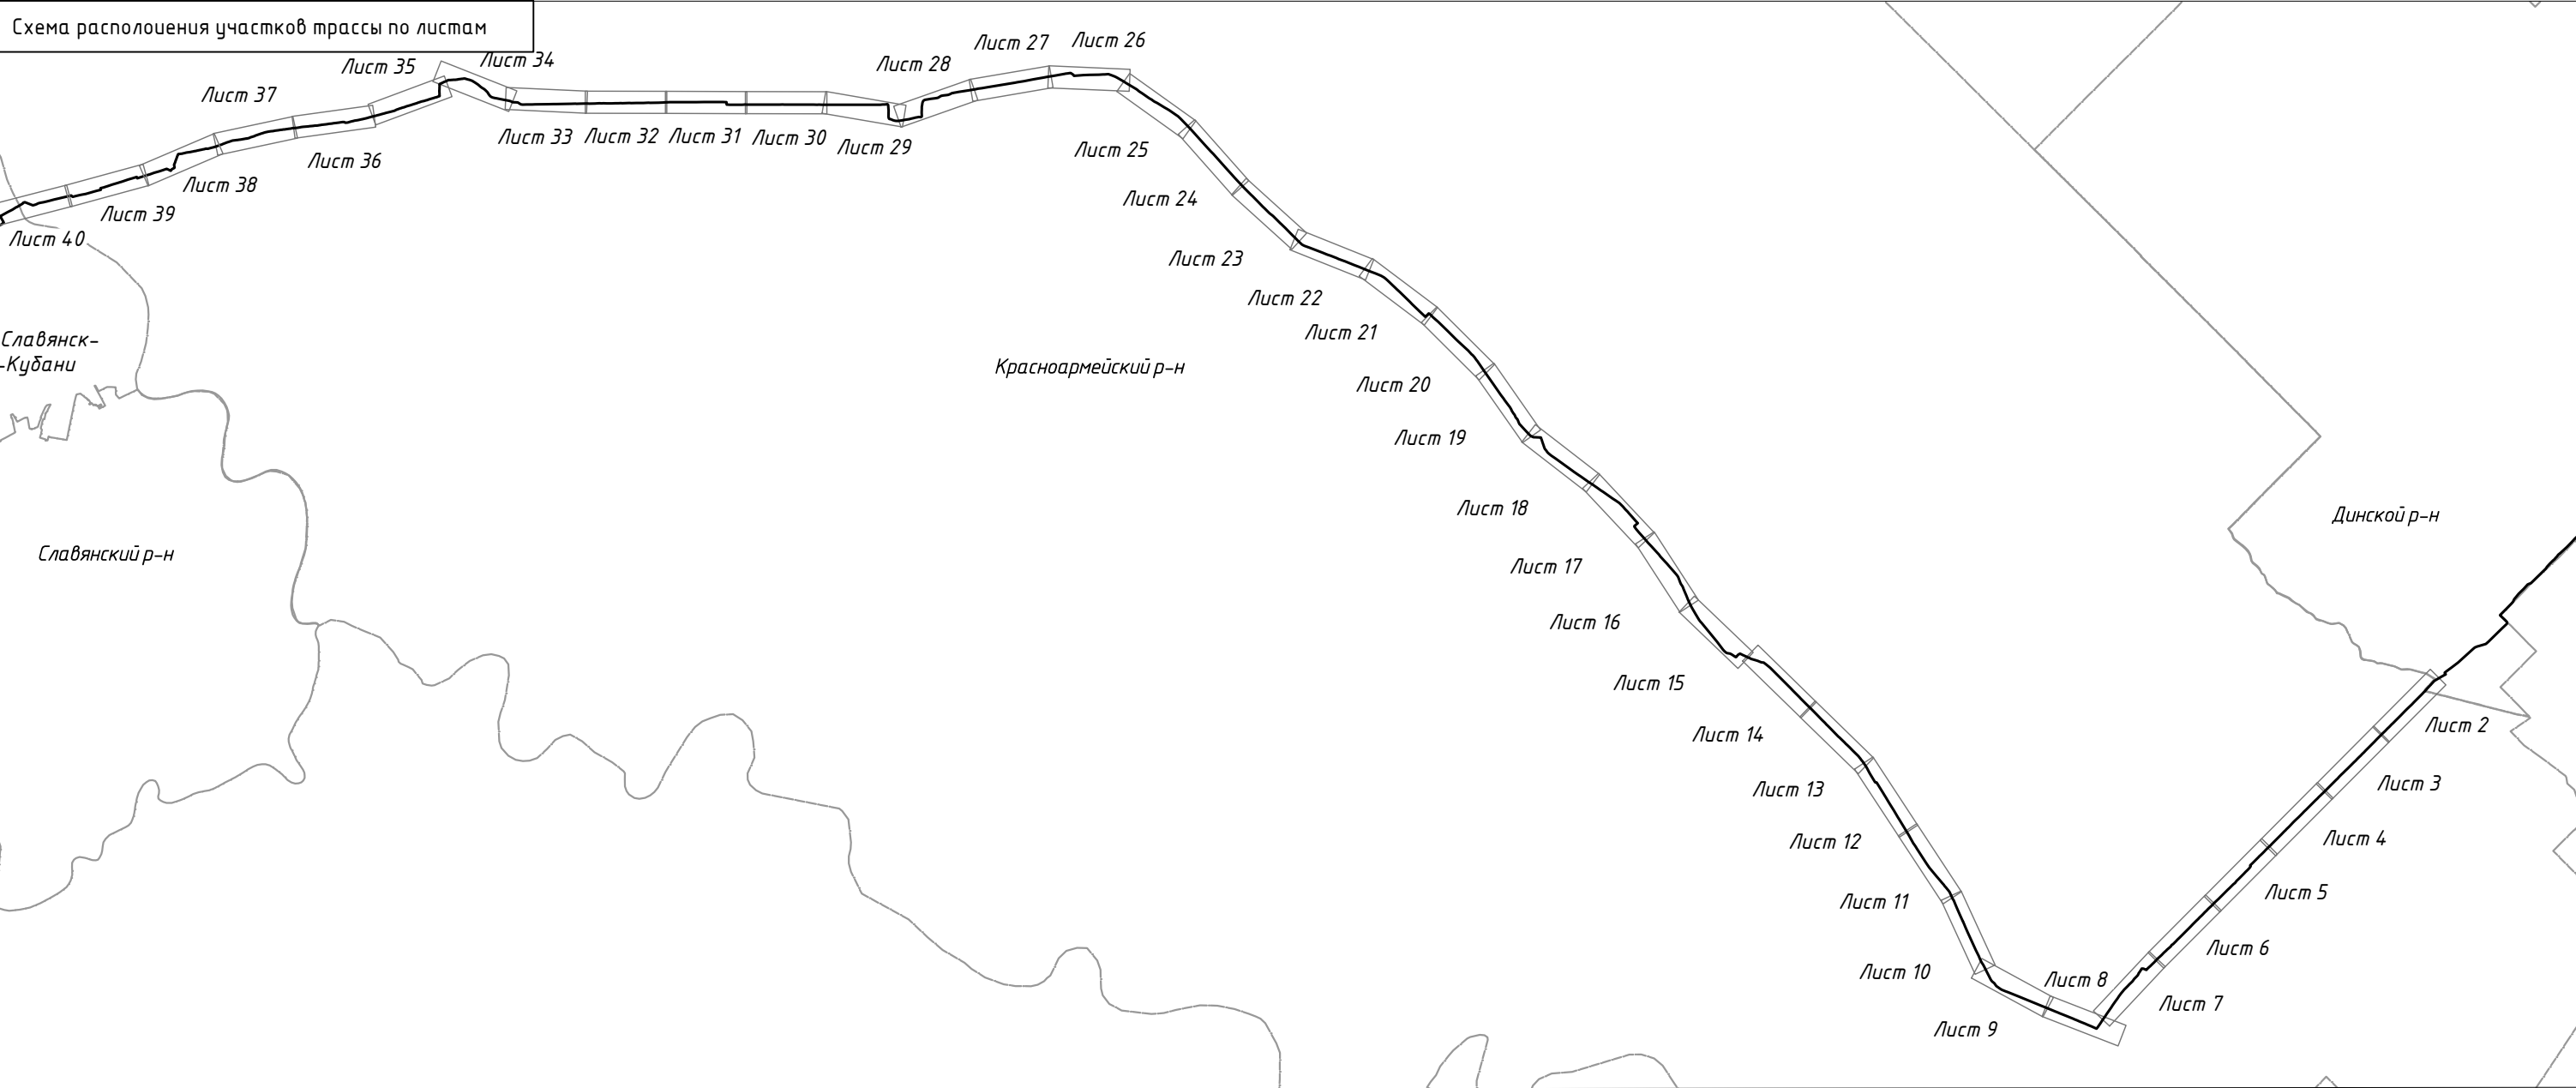 Схема располоиения участков трассы по листам
Лист 35
Лист 34
Лист 28
Лист 27
Лист 26
Лист 37
Лист 36
Лист 33
Лист 32
Лист 31
Лист 30
Лист 29
Лист 25
Лист 38
Лист 39
Лист 40
Лист 24
Лист 23
Лист 22
Лист 21
Лист 20
Лист 19
Лист 18
Лист 17
Лист 16
Лист 15
Лист 14
Лист 13
Лист 12
Лист 11
Лист 10
Лист 9
Лист 8
Лист 7
Лист 6
Лист 5
Лист 4
Лист 3
Лист 2
Славянск-
-Кубани
Красноармейский р-н
Славянский р-н
Динской р-н